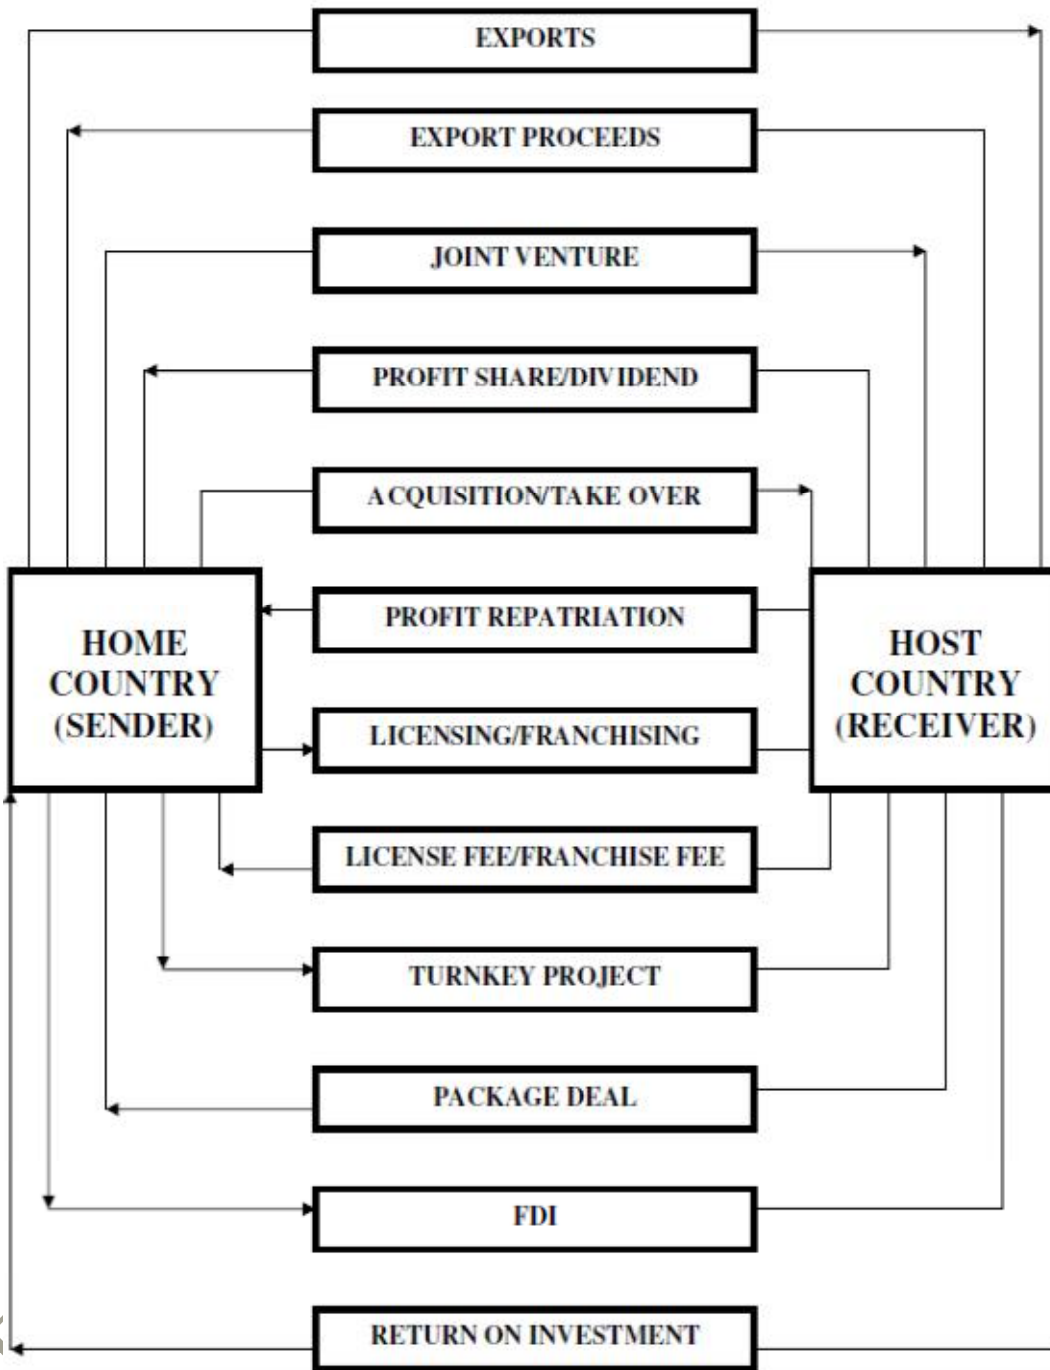 EXPORTS
EXPORT PROCEEDS
JOINT VENTURE
PROFIT SHARE/DIVIDEND
ACQUISITION/TAKE OVER
PROFIT REPATRIATION
HOME
COUNTRY
(SENDER)
HOST
COUNTRY
(RECEIVER)
LICENSING/FRANCHISING
LICENSE FEE/FRANCHISE FEE
TURNKEY PROJECT
PACKAGE DEAL
FDI
RETURN ON INVESTMENT